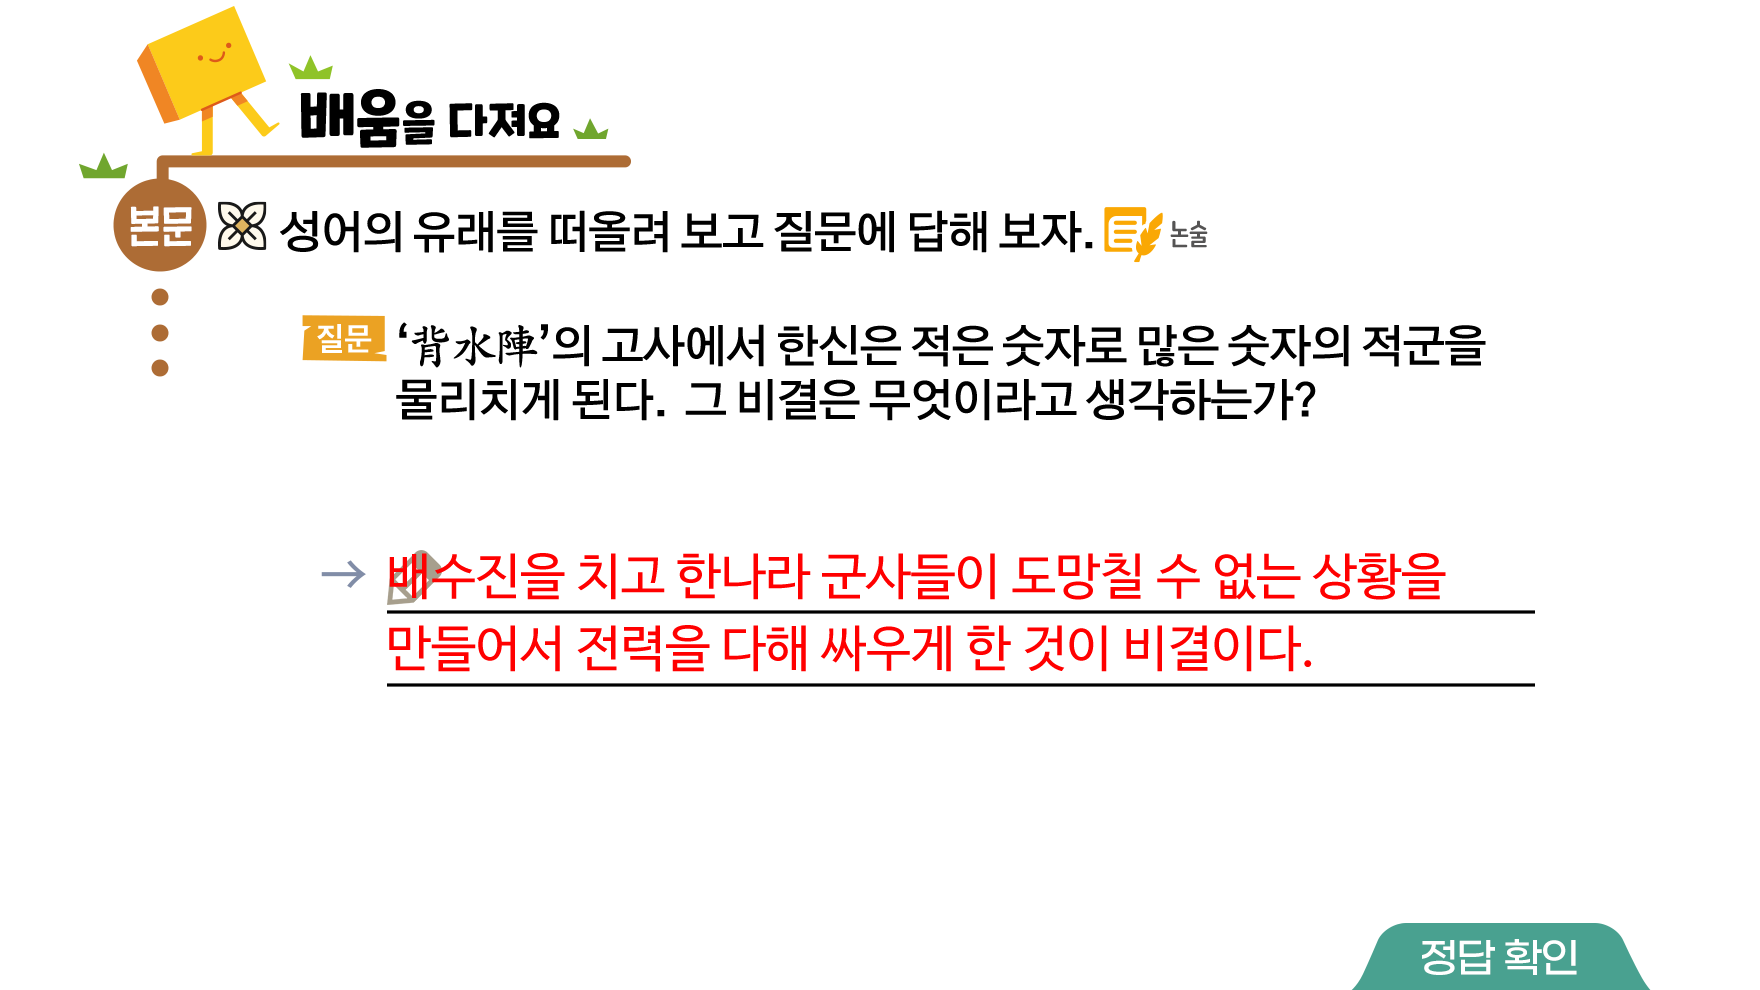 배움을 다져요
본문
성어의 유래를 떠올려 보고 질문에 답해 보자. 논술
질문 ‘背水陣’의 고사에서 한신은 적은 숫자로 많은 숫자의 적군을
물리치게 된다. 그 비결은 무엇이라고 생각하는가?
→ 배수진을 치고 한나라 군사들이 도망칠 수 없는 상황을
만들어서 전력을 다해 싸우게 한 것이 비결이다.
정답 확인